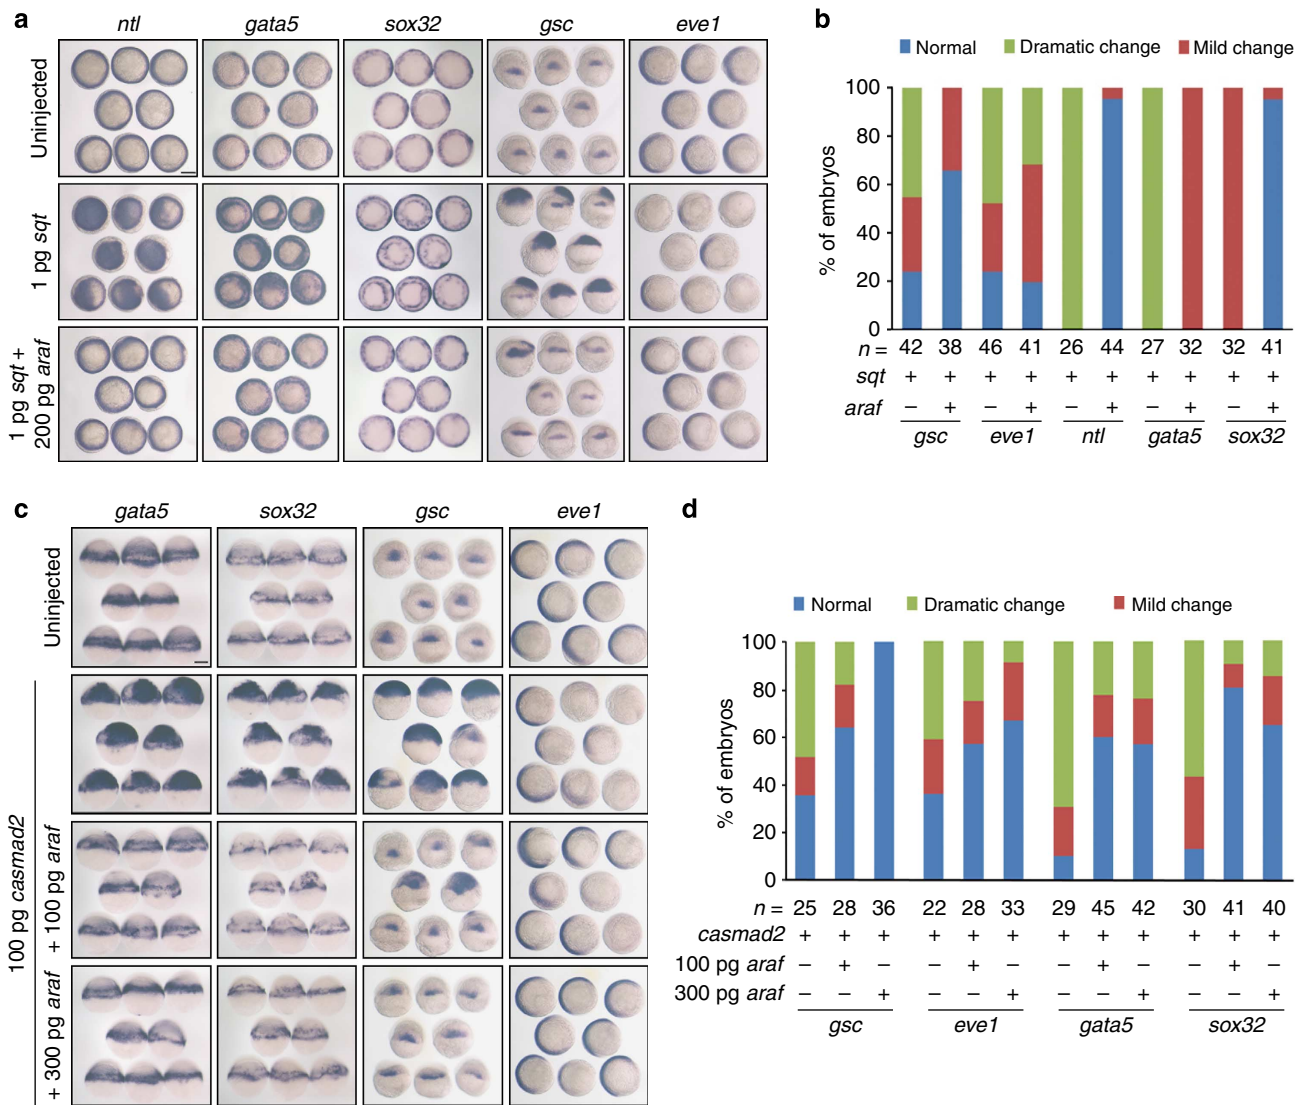 a
ntl gata5 sox32 gsc eve1
Uninjected
1 pg sqt
1 pg sqt +
200 pg araf
b
Normal Dramatic change Mild change
% of embryos
100
80
60
40
20
0
n = 42 38 46 41 26 44 27 32 32 41
sqt + + + + + + + + + +
araf − + − + − + − + − +
gsc eve1 ntl gata5 sox32
c
gata5 sox32 gsc eve1
Uninjected
100 pg casmad2
+ 100 pg araf
+ 300 pg araf
d
Normal Dramatic change Mild change
% of embryos
100
80
60
40
20
0
n = 25 28 36 22 28 33 29 45 42 30 41 40
casmad2 + + + + + + + + + + + +
100 pg araf − + − − + − − + − − + −
300 pg araf − − + − − + − − + − − +
gsc eve1 gata5 sox32